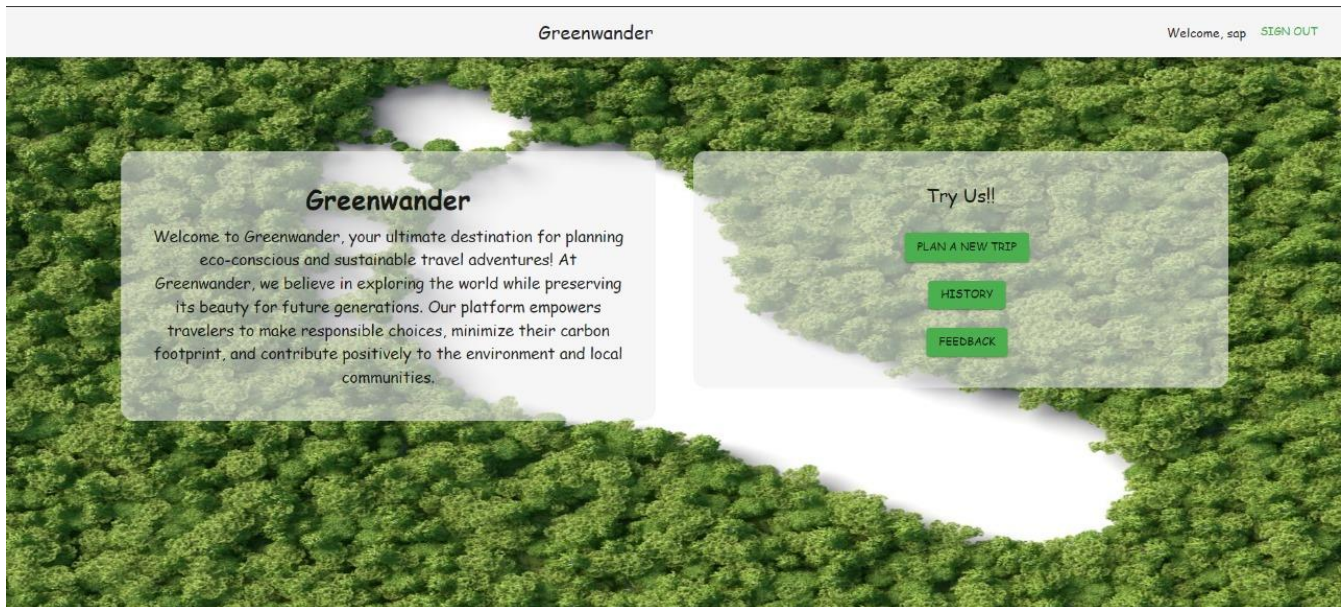 Greenwander
Welcome, sap
SIGN OUT
Greenwander
Welcome to Greenwander, your ultimate destination for planning
eco-conscious and sustainable travel adventures! At
Greenwander, we believe in exploring the world while preserving
its beauty for future generations. Our platform empowers
travelers to make responsible choices, minimize their carbon
footprint, and contribute positively to the environment and local
communities.
Try Us!!
PLAN A NEW TRIP
HISTORY
FEEDBACK